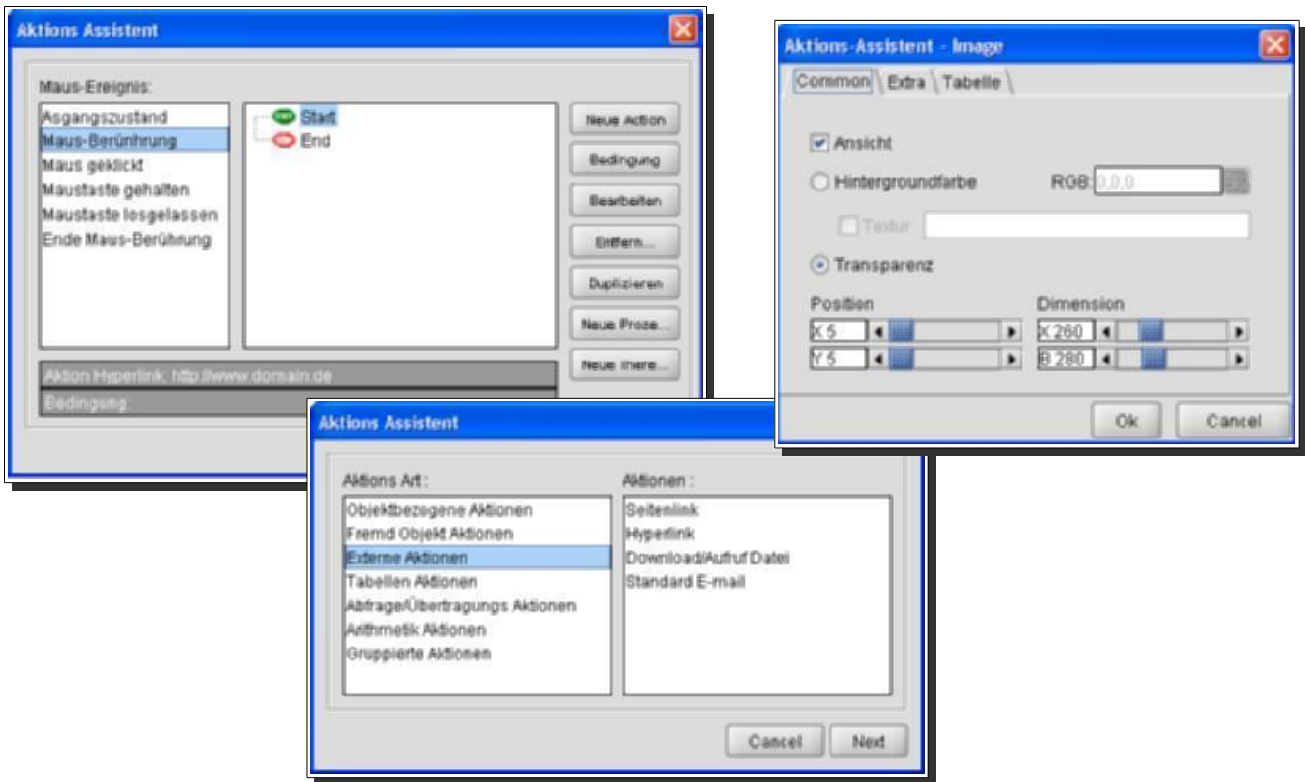 Aktions Assistent
Maus-Ereignis:
Asgangszustand
Maus-Berünhrung
Maus geklickt
Maustaste gehalten
Maustaste losgelassen
Ende Maus-Berührung
Start
End
Neue Action
Bedingung
Bearbeiten
Entfern...
Duplizieren
Neue Proze...
Neue
Aktion Hyperlink: http://www.domain.de
Bedingung:
Aktions-Assistent - Image
Common Extra Tabelle
Ansicht
Hintergroundfarbe RGB: 0,0,0
Textur
Transparenz
Position Dimension
X 5 X 260
Y 5 B 280
Ok Cancel
Aktions Assistent
Aktions Art :
Objektbezogene Aktionen
Fremd Objekt Aktionen
Externe Aktionen
Tabellen Aktionen
Abfrage/Übertragungs Aktionen
Arithmetik Aktionen
Gruppierte Aktionen
Aktionen :
Seitenlink
Hyperlink
Download/Aufruf Datei
Standard E-mail
Cancel Next